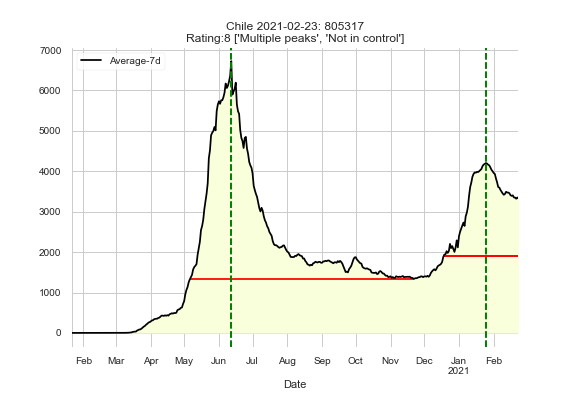 Chile 2021-02-23: 805317
Rating:8 ['Multiple peaks', 'Not in control']
7000
6000
5000
4000
3000
2000
1000
0
Average-7d
Feb Mar Apr May Jun Jul Aug Sep Oct Nov Dec Jan Feb
2021
Date